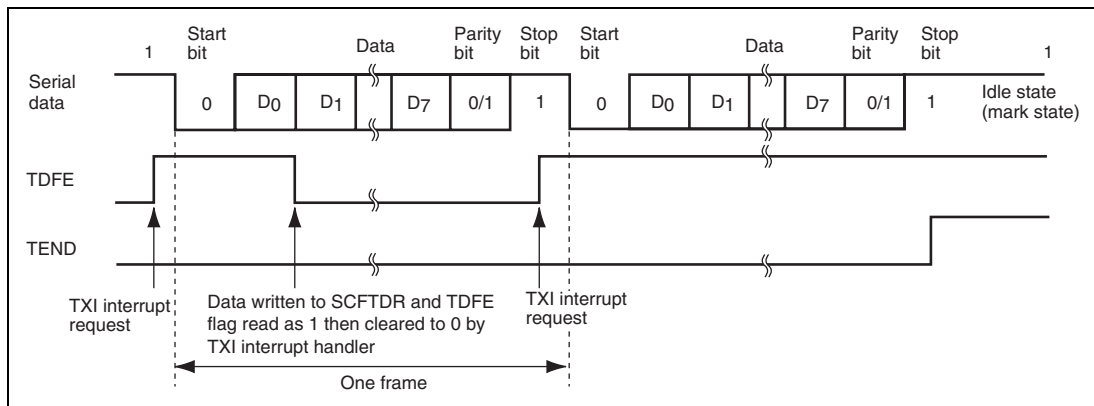 1
Start
bit
Data
Parity
bit
Stop
bit
Start
bit
Data
Parity
bit
Stop
bit
1
Serial
data
0 D0 D1 D7 0/1 1 0 D0 D1 D7 0/1 1
Idle state
(mark state)
TDFE
TEND
TXI interrupt
request
Data written to SCFTDR and TDFE
flag read as 1 then cleared to 0 by
TXI interrupt handler
TXI interrupt
request
One frame